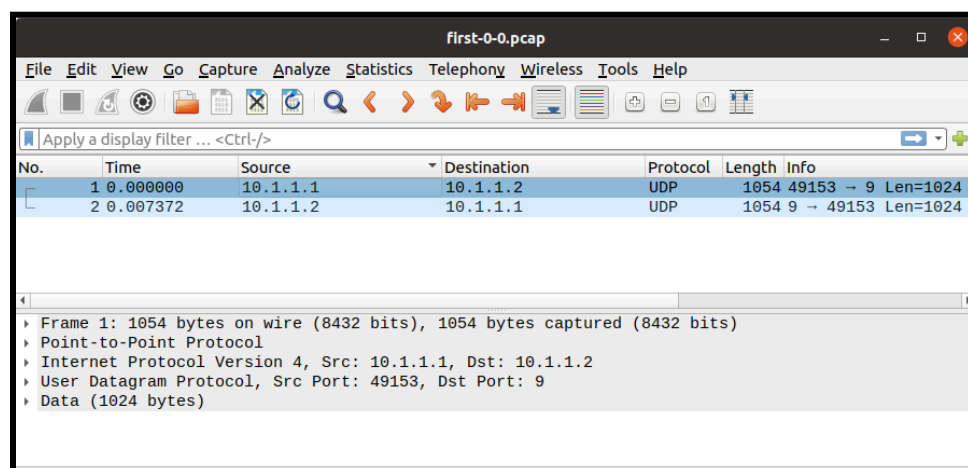 first-0-0.pcap
File Edit View Go Capture Analyze Statistics Telephony Wireless Tools Help
Apply a display filter … <Ctrl-/>
No. Time Source Destination Protocol Length Info
1 0.000000 10.1.1.1 10.1.1.2 UDP 1054 49153 → 9 Len=1024
2 0.007372 10.1.1.2 10.1.1.1 UDP 1054 9 → 49153 Len=1024
Frame 1: 1054 bytes on wire (8432 bits), 1054 bytes captured (8432 bits)
Point-to-Point Protocol
Internet Protocol Version 4, Src: 10.1.1.1, Dst: 10.1.1.2
User Datagram Protocol, Src Port: 49153, Dst Port: 9
Data (1024 bytes)